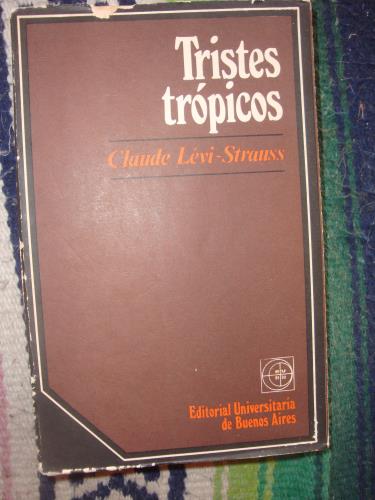 Tristes
trópicos
Claude Lévi-Strauss
Editorial Universitaria
de Buenos Aires